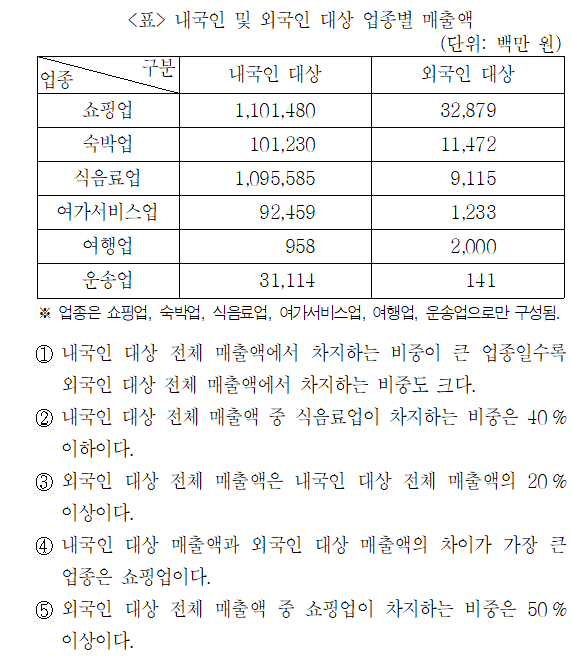 <표> 내국인 및 외국인 대상 업종별 매출액
(단위: 백만 원)
구분 업종 내국인 대상 외국인 대상
쇼핑업 1,101,480 32,879
숙박업 101,230 11,472
식음료업 1,095,585 9,115
여가서비스업 92,459 1,233
여행업 958 2,000
운송업 31,114 141
※ 업종은 쇼핑업, 숙박업, 식음료업, 여가서비스업, 여행업, 운송업으로만 구성됨.
① 내국인 대상 전체 매출액에서 차지하는 비중이 큰 업종일수록
외국인 대상 전체 매출액에서 차지하는 비중도 크다.
② 내국인 대상 전체 매출액 중 식음료업이 차지하는 비중은 40%
이하이다.
③ 외국인 대상 전체 매출액은 내국인 대상 전체 매출액의 20%
이상이다.
④ 내국인 대상 매출액과 외국인 대상 매출액의 차이가 가장 큰
업종은 쇼핑업이다.
⑤ 외국인 대상 전체 매출액 중 쇼핑업이 차지하는 비중은 50%
이상이다.